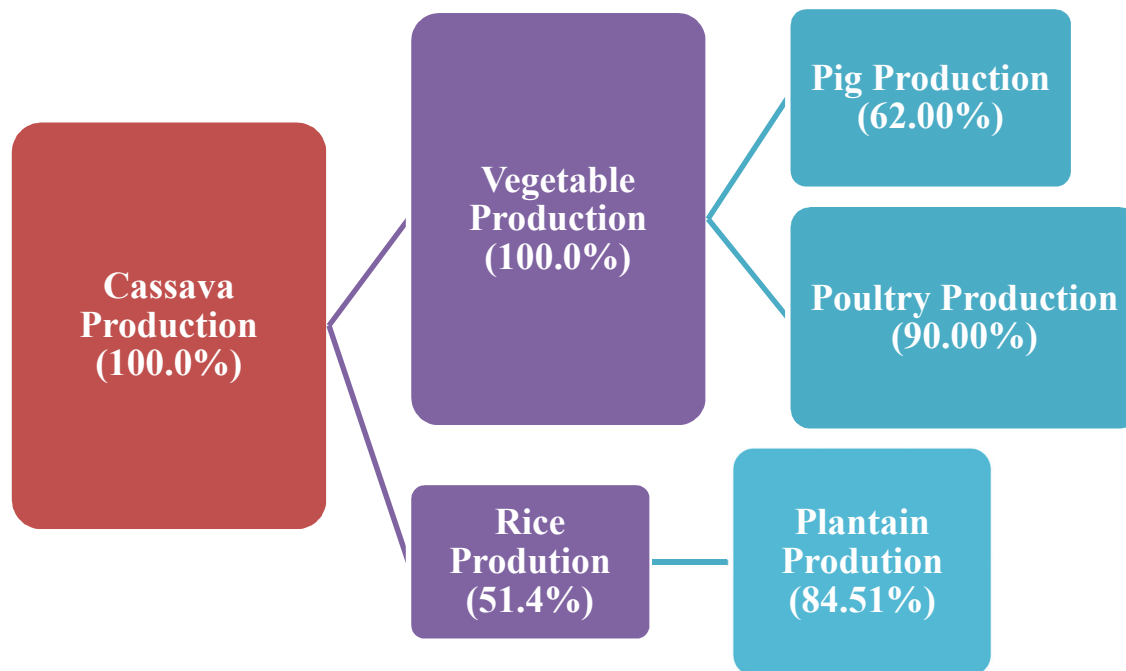 Cassava
Production
(100.0%)
Vegetable
Production
(100.0%)
Pig Production
(62.00%)
Poultry Production
(90.00%)
Rice
Prodution
(51.4%)
Plantain
Prodution
(84.51%)